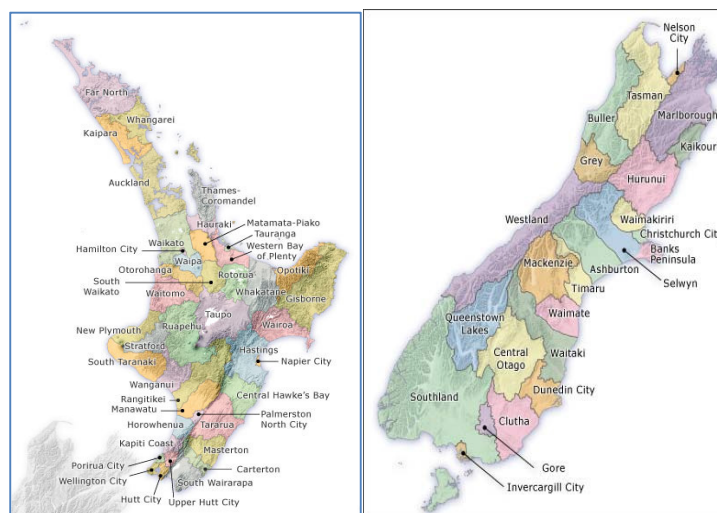 Far North
Whangarei
Kaipara
Auckland
Thames-
Coromandel
Hauraki
Matamata-Piako
Tauranga
Western Bay
of Plenty
Waikato
Hamilton City
Waipa
Otorohanga
Rotorua
Opotiki
South
Waikato
Whakatane
Gisborne
Waitomo
Taupo
Ruapehu
Wairoa
New Plymouth
Stratford
Hastings
South Taranaki
Napier City
Wanganui
Central Hawke's Bay
Rangitikei
Manawatu
Palmerston
North City
Horowhenua
Tararua
Kapiti Coast
Masterton
Porirua City
Carterton
Wellington City
South Wairarapa
Hutt City
Upper Hutt City
Nelson
City
Tasman
Buller
Marlborough
Kaikour
Grey
Hurunui
Westland
Waimakiriri
Christchurch Cit
Banks
Peninsula
Mackenzie
Ashburton
Selwyn
Timaru
Waimate
Queenstown
Lakes
Waitaki
Central
Otago
Dunedin City
Southland
Clutha
Gore
Invercargill City